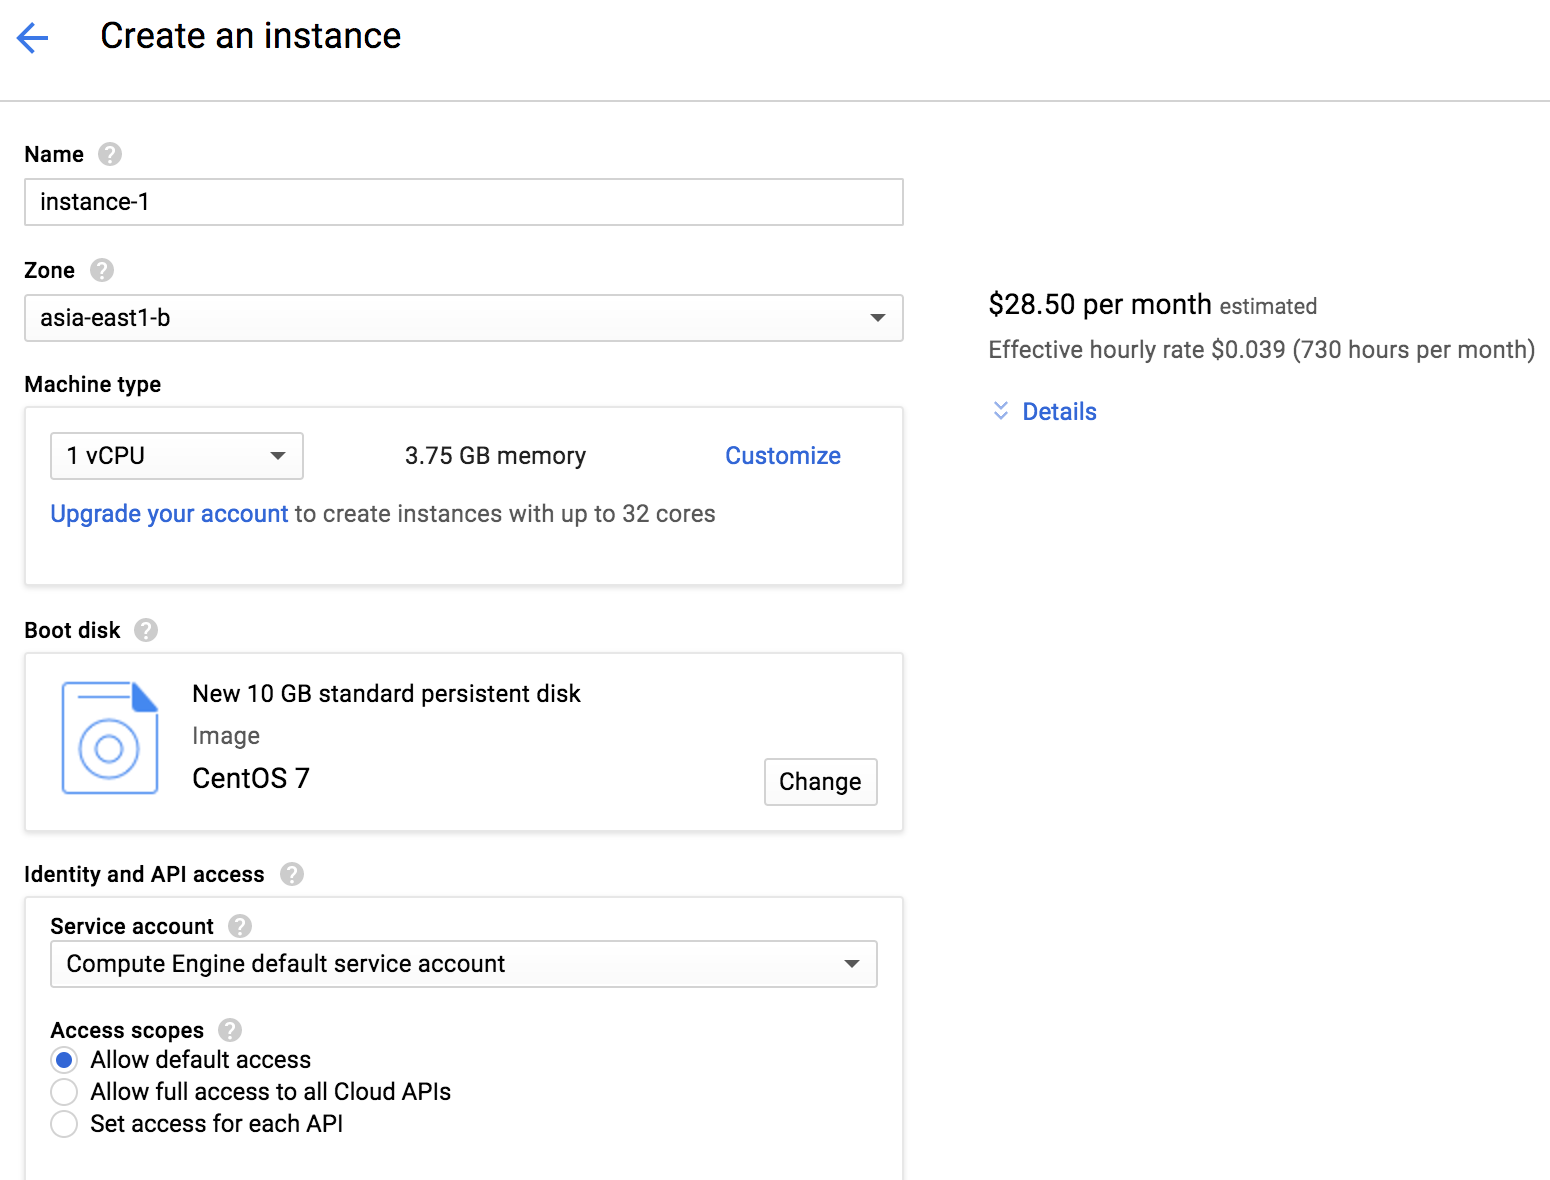 Create an instance
Name ?
instance-1
Zone ?
asia-east1-b
$28.50 per month estimated
Effective hourly rate $0.039 (730 hours per month)
Details
Machine type
1 vCPU
3.75 GB memory
Customize
Upgrade your account to create instances with up to 32 cores
Boot disk ?
New 10 GB standard persistent disk
Image
CentOS 7
Change
Identity and API access ?
Service account ?
Compute Engine default service account
Access scopes ?
Allow default access
Allow full access to all Cloud APIs
Set access for each API